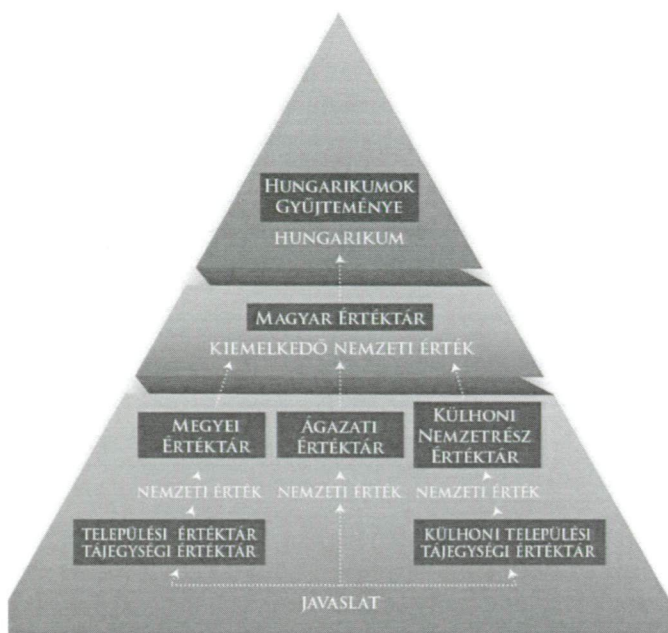 HUNGARIKUMOK
GYŰJTEMÉNYE
HUNGARIKUM
MAGYAR ÉRTÉKTÁR
KIEMELKEDŐ NEMZETI ÉRTÉK
MEGYEI
ÉRTÉKTÁR
ÁGAZATI
ÉRTÉKTÁR
KÜLHONI
NEMZETRÉSZ
ÉRTÉKTÁR
NEMZETI ÉRTÉK
NEMZETI ÉRTÉK
NEMZETI ÉRTÉK
TELEPÜLÉSI ÉRTÉKTÁR
TÁJEGYSÉGI ÉRTÉKTÁR
KÜLHONI TELEPÜLÉSI
TÁJEGYSÉGI ÉRTÉKTÁR
JAVASLAT